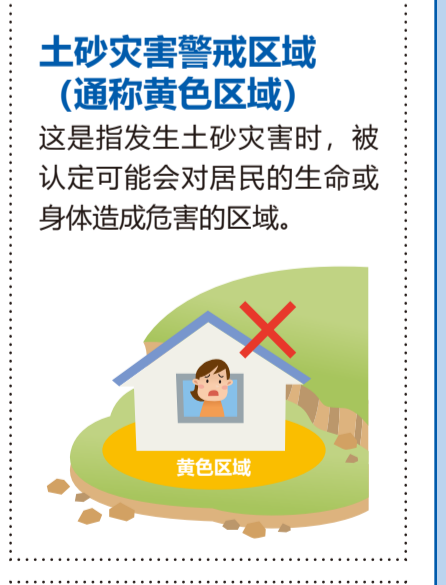 土砂灾害警戒区域
（通称黄色区域）
这是指发生土砂灾害时，被
认定可能会对居民的生命或
身体造成危害的区域。
黄色区域